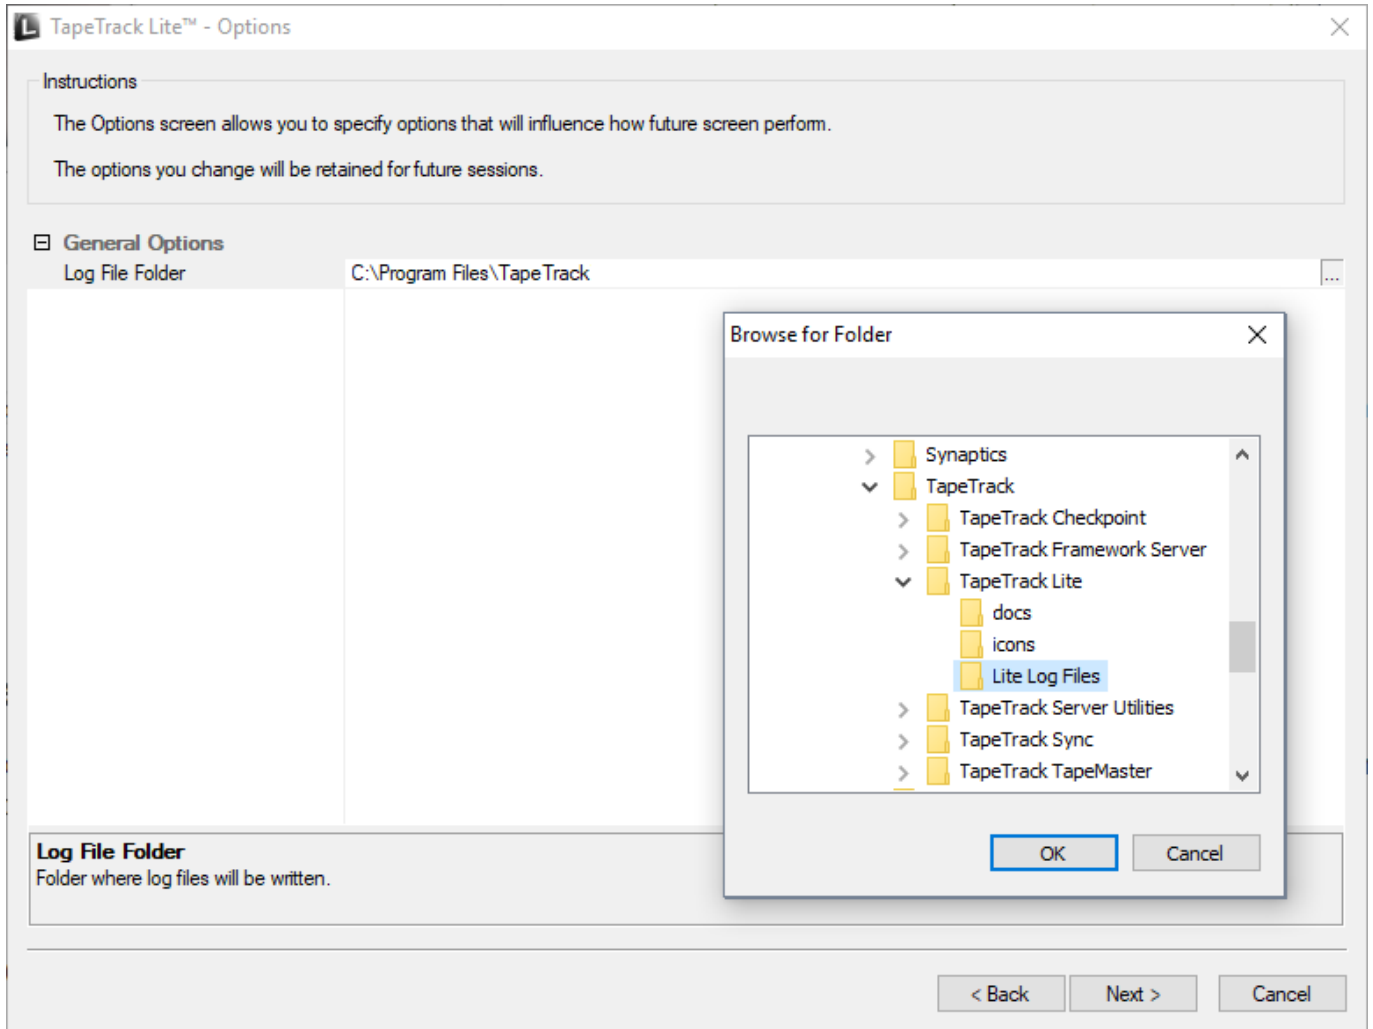 TapeTrack Lite™ - Options
Instructions
The Options screen allows you to specify options that will influence how future screen perform.
The options you change will be retained for future sessions.
General Options
Log File Folder C:\Program Files\TapeTrack ...
Browse for Folder
Synaptics
TapeTrack
TapeTrack Checkpoint
TapeTrack Framework Server
TapeTrack Lite
docs
icons
Lite Log Files
TapeTrack Server Utilities
TapeTrack Sync
TapeTrack TapeMaster
OK Cancel
Log File Folder
Folder where log files will be written.
< Back Next > Cancel